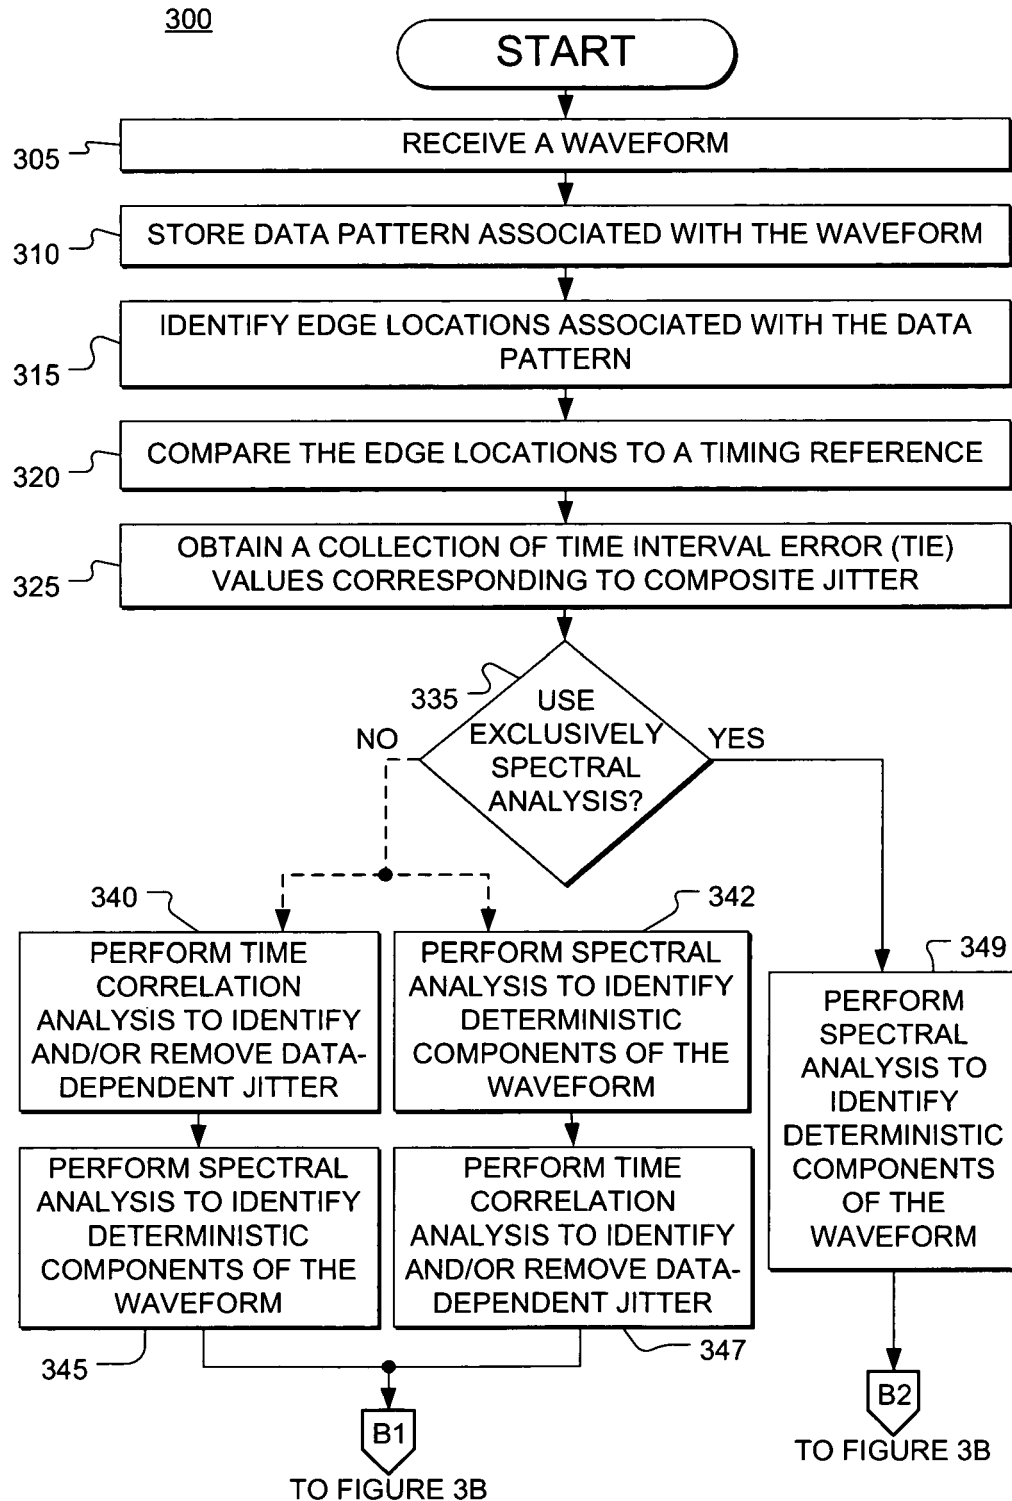 300
START
305
RECEIVE A WAVEFORM
310
STORE DATA PATTERN ASSOCIATED WITH THE WAVEFORM
315
IDENTIFY EDGE LOCATIONS ASSOCIATED WITH THE DATA
PATTERN
320
COMPARE THE EDGE LOCATIONS TO A TIMING REFERENCE
325
OBTAIN A COLLECTION OF TIME INTERVAL ERROR (TIE)
VALUES CORRESPONDING TO COMPOSITE JITTER
335
USE
EXCLUSIVELY
SPECTRAL
ANALYSIS?
NO
YES
340
PERFORM TIME
CORRELATION
ANALYSIS TO IDENTIFY
AND/OR REMOVE DATA-
DEPENDENT JITTER
342
PERFORM SPECTRAL
ANALYSIS TO IDENTIFY
DETERMINISTIC
COMPONENTS OF THE
WAVEFORM
349
PERFORM
SPECTRAL
ANALYSIS TO
IDENTIFY
DETERMINISTIC
COMPONENTS
OF THE
WAVEFORM
PERFORM SPECTRAL
ANALYSIS TO IDENTIFY
DETERMINISTIC
COMPONENTS OF THE
WAVEFORM
345
PERFORM TIME
CORRELATION
ANALYSIS TO IDENTIFY
AND/OR REMOVE DATA-
DEPENDENT JITTER
347
B1
TO FIGURE 3B
B2
TO FIGURE 3B